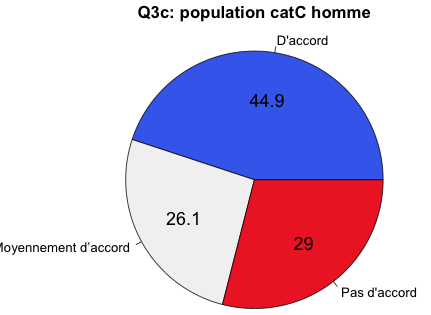 Q3c: population catC homme
D'accord
44.9
26.1
Moyennement d'accord
29
Pas d'accord